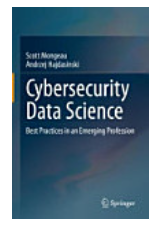 Scott Mongeau
Andrzej Hajdasinski
Cybersecurity
Data Science
Best Practices in an Emerging Profession
Springer